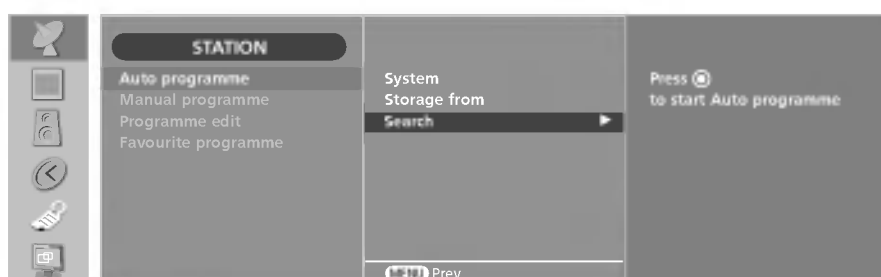 STATION
Auto programme
Manual programme
Programme edit
Favourite programme
System
Storage from
Search
Press
to start Auto programme
MENU Prev